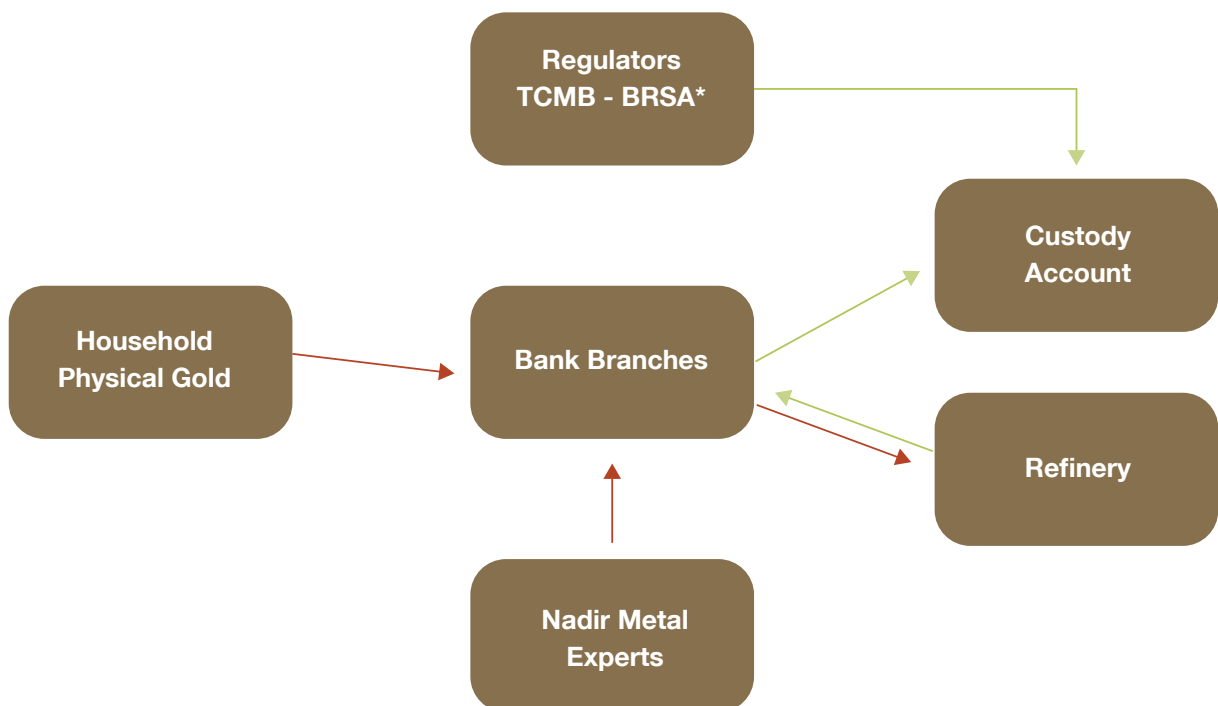 Regulators
TCMB - BRSA*
Custody
Account
Household
Physical Gold
Bank Branches
Refinery
Nadir Metal
Experts